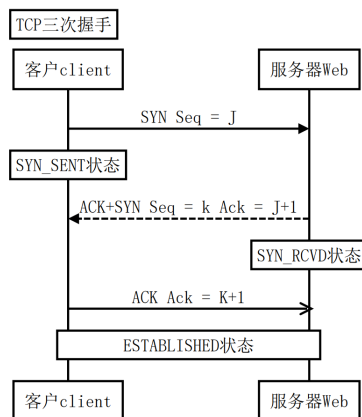 TCP三次握手
客户client
服务器Web
SYN Seq = J
SYN_SENT状态
ACK+SYN Seq = k Ack = J+1
SYN_RCVD状态
ACK Ack = K+1
ESTABLISHED状态
客户client
服务器Web